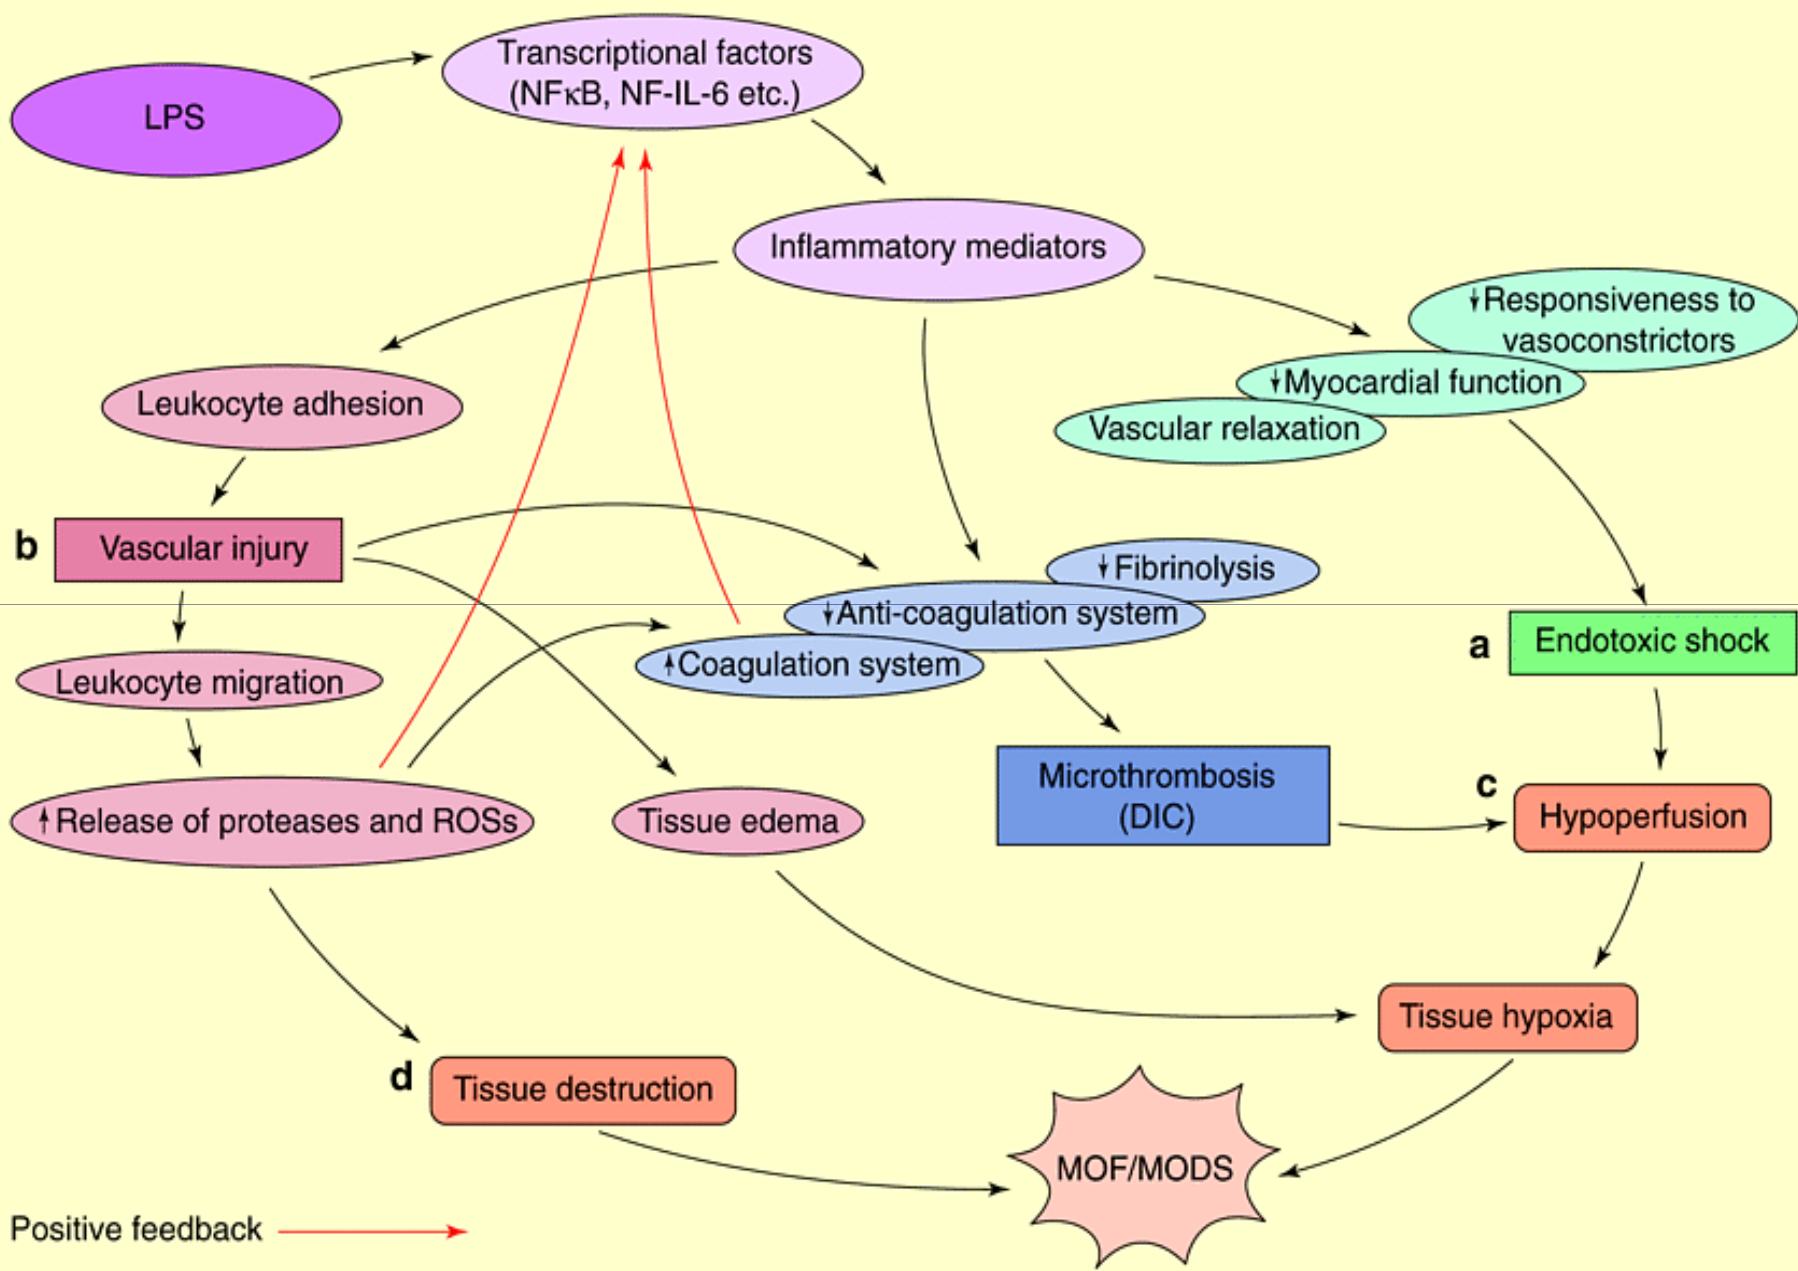 LPS
Transcriptional factors
(NFκB, NF-IL-6 etc.)
Inflammatory mediators
↓Responsiveness to
vasoconstrictors
↓Myocardial function
Vascular relaxation
Leukocyte adhesion
b
Vascular injury
↓Fibrinolysis
↓Anti-coagulation system
↑Coagulation system
a
Endotoxic shock
Leukocyte migration
↑Release of proteases and ROSs
Tissue edema
Microthrombosis
(DIC)
c
Hypoperfusion
Tissue hypoxia
d
Tissue destruction
MOF/MODS
Positive feedback